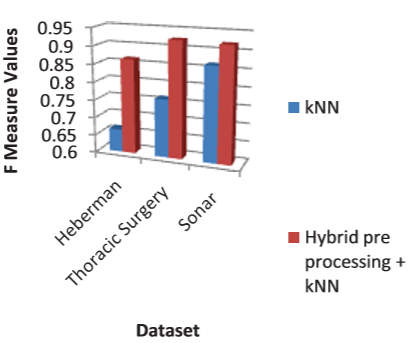 F Measure Values
0.95
0.9
0.85
0.8
0.75
0.7
0.65
0.6
Heberman
Thoracic Surgery
Sonar
Dataset
kNN
Hybrid pre
processing +
kNN